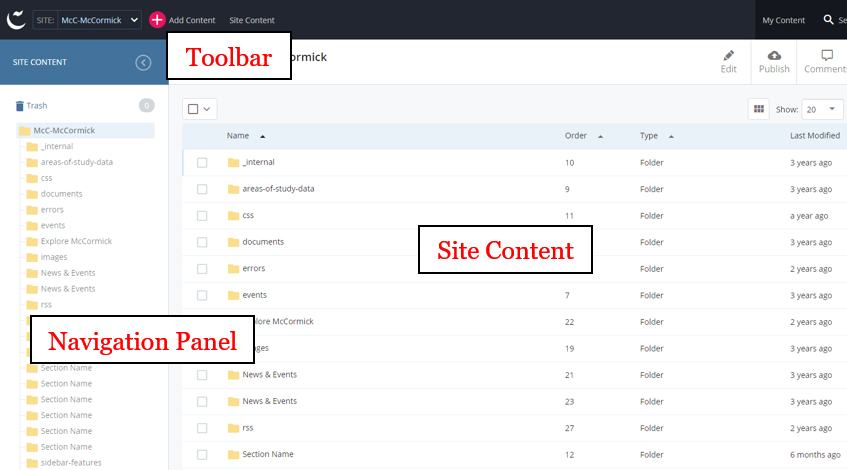 SITE: McC-McCormick Add Content Site Content My Content Se
SITE CONTENT
Toolbar
rmick
Edit Publish Comments
Trash 0
McC-McCormick
_internal
areas-of-study-data
css
documents
errors
events
Explore McCormick
images
News & Events
News & Events
rss
Navigation Panel
Section Name
Section Name
Section Name
Section Name
Section Name
Section Name
sidebar-features
Show: 20
Name Order Type Last Modified
_internal 10 Folder 3 years ago
areas-of-study-data 9 Folder 3 years ago
css 11 Folder a year ago
documents Folder 3 years ago
Site Content
errors Folder 2 years ago
events 7 Folder 3 years ago
xplore McCormick 22 Folder 2 years ago
ages 19 Folder 3 years ago
News & Events 21 Folder 3 years ago
News & Events 23 Folder 3 years ago
rss 27 Folder 2 years ago
Section Name 12 Folder 6 months ago